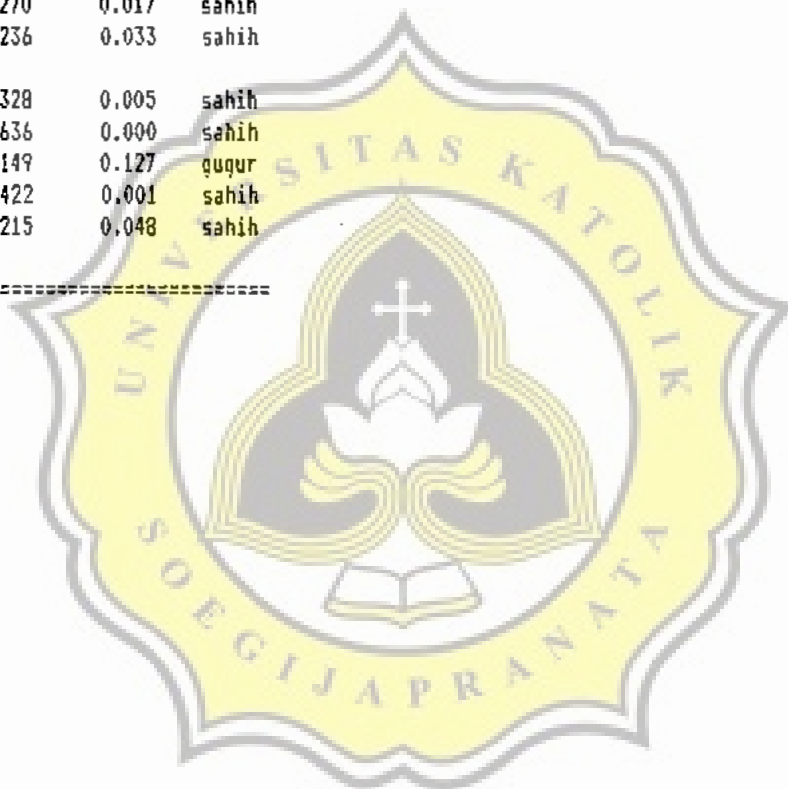 270 0.017 sahih
236 0.033 sahih
328 0.005 sahih
636 0.000 sahih
149 0.127 gugur
422 0.001 sahih
215 0.048 sahih
========================
UNIVERSITAS KATOLIK
SOEGIJAPRANATA